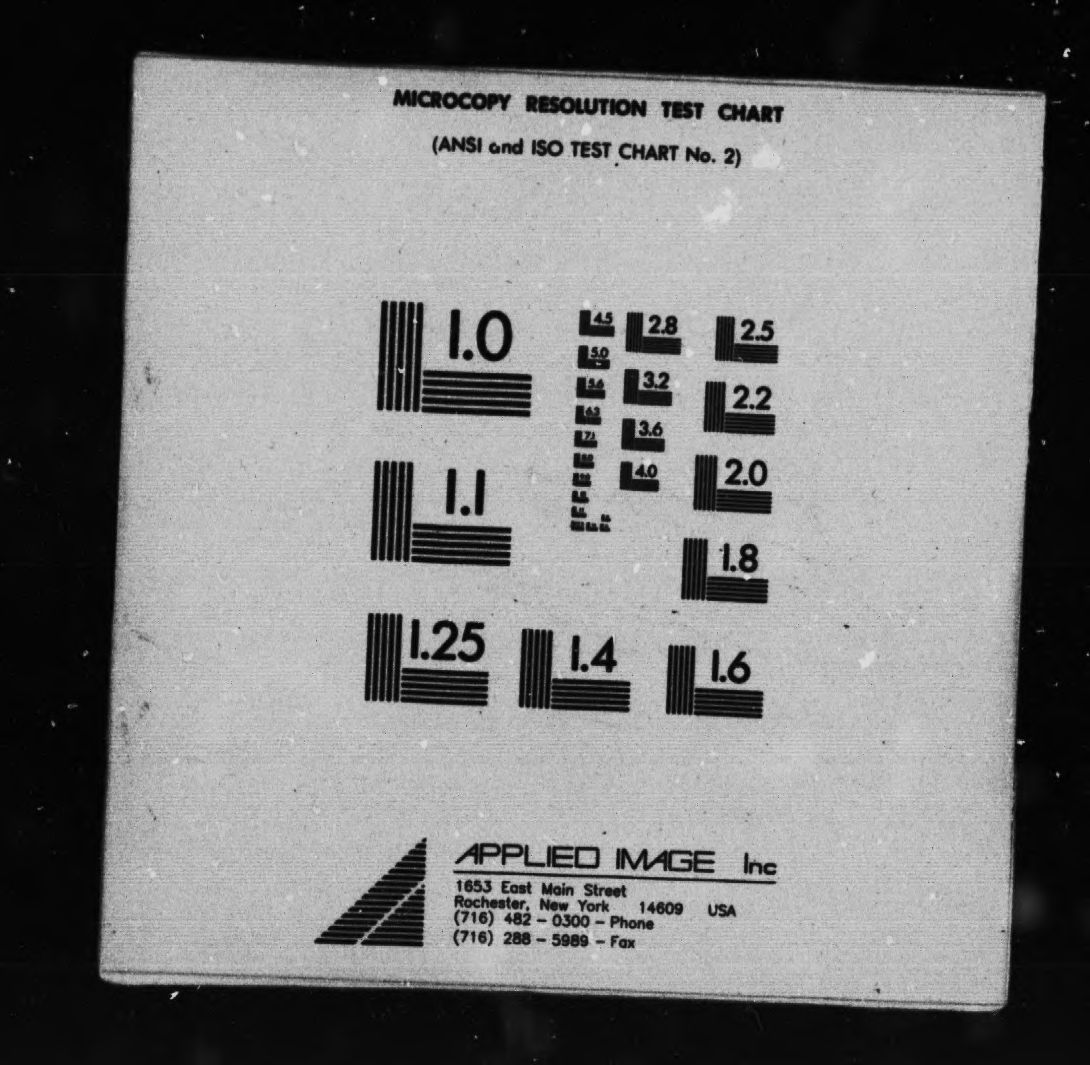 MICROCOPY RESOLUTION TEST CHART
(ANSI and ISO TEST CHART No. 2)
1.0
1.1
1.25
1.4
1.6
1.8
2.0
2.2
2.5
2.8
3.2
3.6
4.0
4.5
5.0
5.6
6.3
7.1
APPLIED IMAGE Inc
1653 East Main Street
Rochester, New York 14609 USA
(716) 482 - 0300 - Phone
(716) 288 - 5989 - Fax